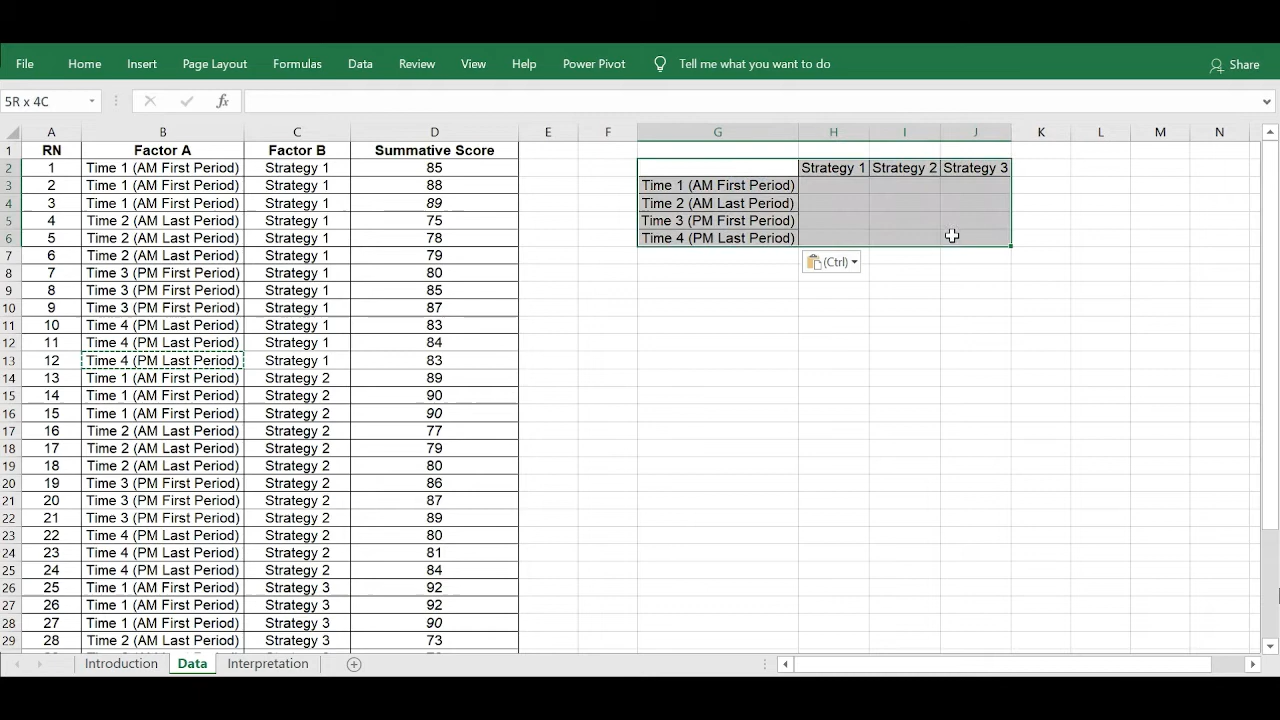 File Home Insert Page Layout Formulas Data Review View Help Power Pivot Tell me what you want to do Share
5R x 4C fx
A B C D E F G H I J K L M N
1 RN Factor A Factor B Summative Score
2 1 Time 1 (AM First Period) Strategy 1 85 Strategy 1 Strategy 2 Strategy 3
3 2 Time 1 (AM First Period) Strategy 1 88 Time 1 (AM First Period)
4 3 Time 1 (AM First Period) Strategy 1 89 Time 2 (AM Last Period)
5 4 Time 2 (AM Last Period) Strategy 1 75 Time 3 (PM First Period)
6 5 Time 2 (AM Last Period) Strategy 1 78 Time 4 (PM Last Period)
7 6 Time 2 (AM Last Period) Strategy 1 79 (Ctrl)
8 7 Time 3 (PM First Period) Strategy 1 80
9 8 Time 3 (PM First Period) Strategy 1 85
10 9 Time 3 (PM First Period) Strategy 1 87
11 10 Time 4 (PM Last Period) Strategy 1 83
12 11 Time 4 (PM Last Period) Strategy 1 84
13 12 Time 4 (PM Last Period) Strategy 1 83
14 13 Time 1 (AM First Period) Strategy 2 89
15 14 Time 1 (AM First Period) Strategy 2 90
16 15 Time 1 (AM First Period) Strategy 2 90
17 16 Time 2 (AM Last Period) Strategy 2 77
18 17 Time 2 (AM Last Period) Strategy 2 79
19 18 Time 2 (AM Last Period) Strategy 2 80
20 19 Time 3 (PM First Period) Strategy 2 86
21 20 Time 3 (PM First Period) Strategy 2 87
22 21 Time 3 (PM First Period) Strategy 2 89
23 22 Time 4 (PM Last Period) Strategy 2 80
24 23 Time 4 (PM Last Period) Strategy 2 81
25 24 Time 4 (PM Last Period) Strategy 2 84
26 25 Time 1 (AM First Period) Strategy 3 92
27 26 Time 1 (AM First Period) Strategy 3 92
28 27 Time 1 (AM First Period) Strategy 3 90
29 28 Time 2 (AM Last Period) Strategy 3 73
Introduction Data Interpretation